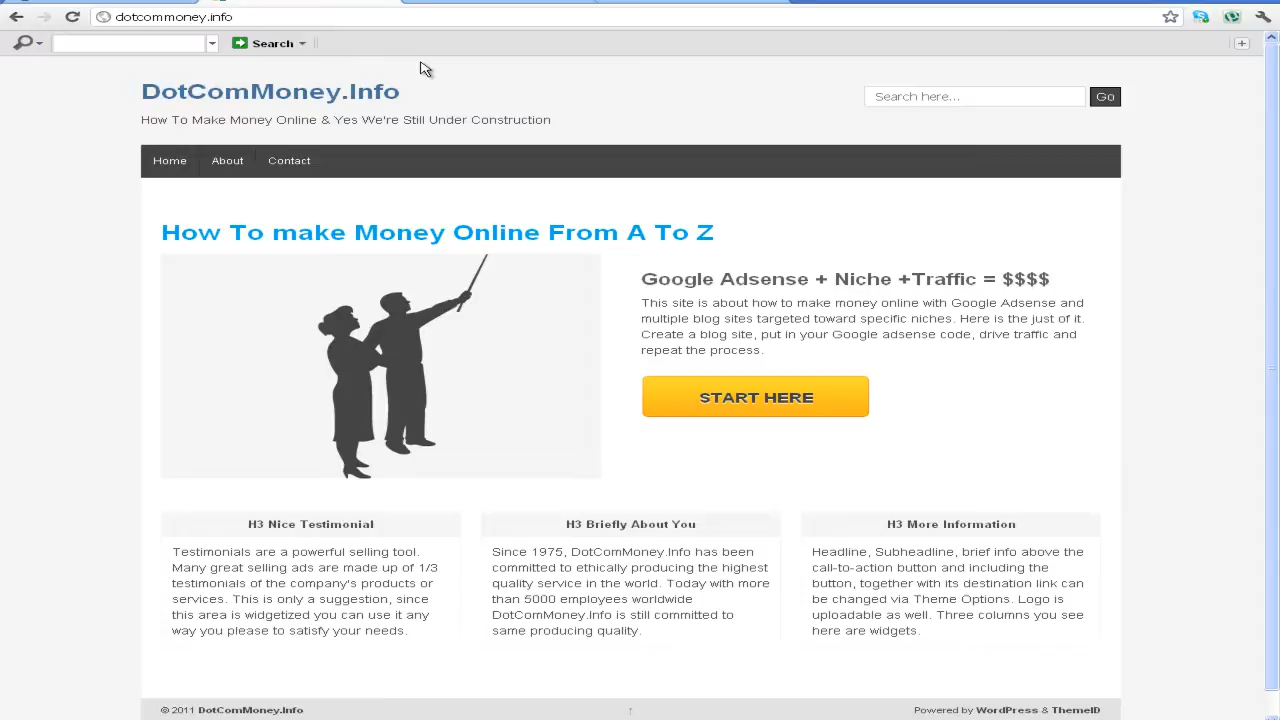 dotcommoney.info
Search
DotComMoney.Info
Search here...
Go
How To Make Money Online & Yes We're Still Under Construction
Home About Contact
How To make Money Online From A To Z
Google Adsense + Niche +Traffic = $$$$
This site is about how to make money online with Google Adsense and
multiple blog sites targeted toward specific niches. Here is the just of it.
Create a blog site, put in your Google adsense code, drive traffic and
repeat the process.
START HERE
H3 Nice Testimonial
Testimonials are a powerful selling tool.
Many great selling ads are made up of 1/3
testimonials of the company's products or
services. This is only a suggestion, since
this area is widgetized you can use it any
way you please to satisfy your needs.
H3 Briefly About You
Since 1975, DotComMoney.Info has been
committed to ethically producing the highest
quality service in the world. Today with more
than 5000 employees worldwide
DotComMoney.Info is still committed to
same producing quality.
H3 More Information
Headline, Subheadline, brief info above the
call-to-action button and including the
button, together with its destination link can
be changed via Theme Options. Logo is
uploadable as well. Three columns you see
here are widgets.
© 2011 DotComMoney.Info
↑
Powered by WordPress & ThemeID